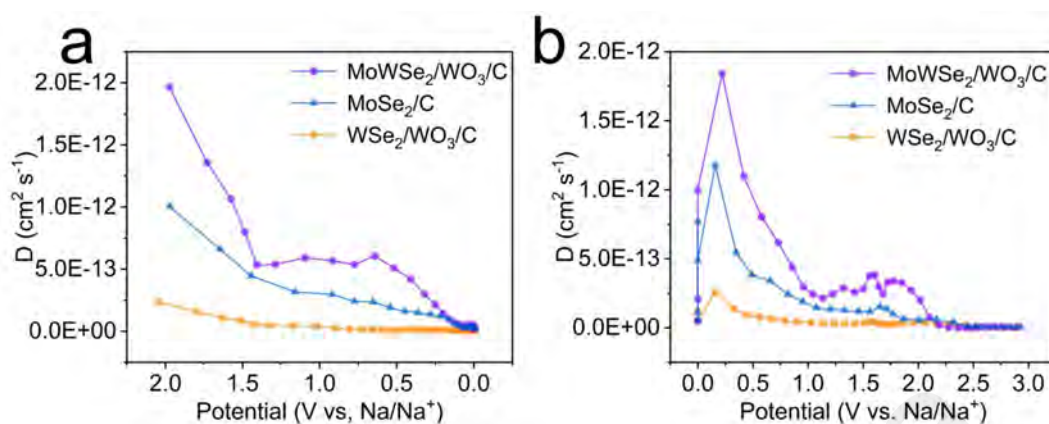 a
2.0E-12
1.5E-12
1.0E-12
5.0E-13
0.0E+00
D (cm² s⁻¹)
MoWSe₂/WO₃/C
MoSe₂/C
WSe₂/WO₃/C
2.0 1.5 1.0 0.5 0.0
Potential (V vs, Na/Na⁺)
b
2.0E-12
1.5E-12
1.0E-12
5.0E-13
0.0E+00
D (cm² s⁻¹)
MoWSe₂/WO₃/C
MoSe₂/C
WSe₂/WO₃/C
0.0 0.5 1.0 1.5 2.0 2.5 3.0
Potential (V vs. Na/Na⁺)